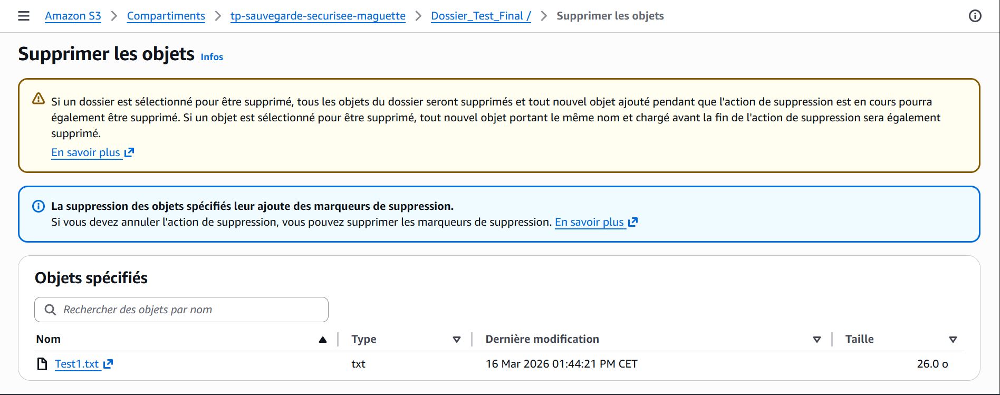 Amazon S3 > Compartiments > tp-sauvegarde-securisee-maguette > Dossier_Test_Final / > Supprimer les objets
Supprimer les objets Infos
Si un dossier est sélectionné pour être supprimé, tous les objets du dossier seront supprimés et tout nouvel objet ajouté pendant que l'action de suppression est en cours pourra
également être supprimé. Si un objet est sélectionné pour être supprimé, tout nouvel objet portant le même nom et chargé avant la fin de l'action de suppression sera également
supprimé.
En savoir plus
La suppression des objets spécifiés leur ajoute des marqueurs de suppression.
Si vous devez annuler l'action de suppression, vous pouvez supprimer les marqueurs de suppression. En savoir plus
Objets spécifiés
Rechercher des objets par nom
Nom Type Dernière modification Taille
Test1.txt txt 16 Mar 2026 01:44:21 PM CET 26.0 o